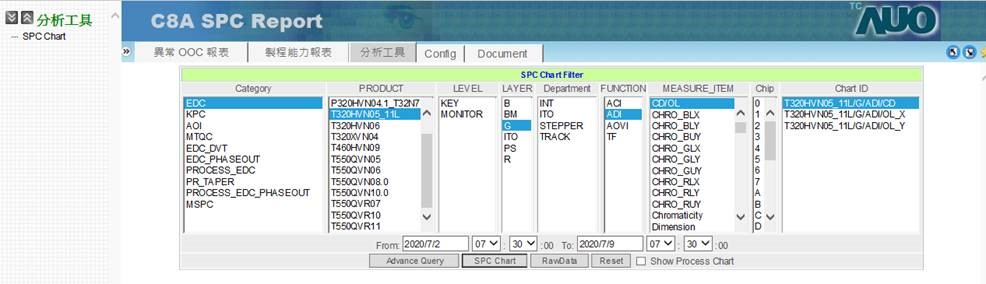 分析工具
SPC Chart
C8A SPC Report
TC
AUO
異常 OOC 報表
製程能力報表
分析工具
Config
Document
SPC Chart Filter
Category
PRODUCT
LEVEL
LAYER
Department
FUNCTION
MEASURE_ITEM
Chip
Chart ID
EDC
KPC
AOI
MTQC
EDC_DVT
EDC_PHASEOUT
PROCESS_EDC
PR_TAPER
PROCESS_EDC_PHASEOUT
MSPC
P320HVN04.1_T32N7
T320HVN05_11L
T320HVN06
T320XVN04
T460HVN09
T550QVN05
T550QVN06
T550QVN08.0
T550QVN10.0
T550QVR07
T550QVR10
T550QVR11
KEY
MONITOR
B
BM
G
ITO
PS
R
INT
ITO
STEPPER
TRACK
ACI
ADI
AOVI
TF
CD/OL
CHRO_BLX
CHRO_BLY
CHRO_BUY
CHRO_GLX
CHRO_GLY
CHRO_GUY
CHRO_RLX
CHRO_RLY
CHRO_RUY
Chromaticity
Dimension
0
1
2
3
4
5
6
7
A
B
C
D
T320HVN05_11L/G/ADI/CD
T320HVN05_11L/G/ADI/OL_X
T320HVN05_11L/G/ADI/OL_Y
From: 2020/7/2 07 : 30 :00 To: 2020/7/9 07 : 30 :00
Advance Query SPC Chart RawData Reset Show Process Chart